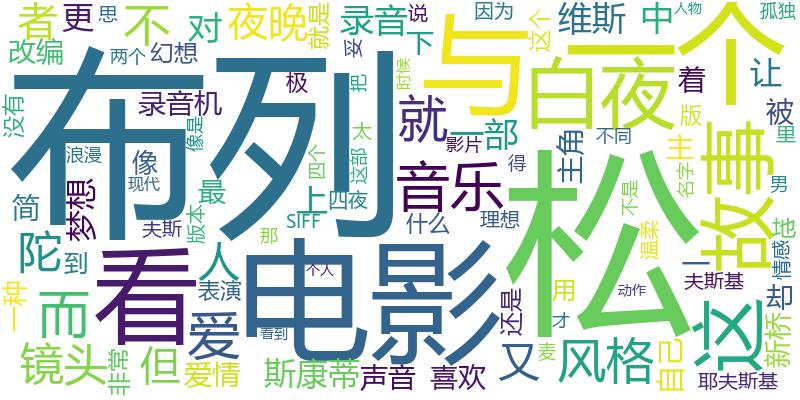 者
更
思
不
对
夜晚
就是
录音
说
因为
人物
孤独
改编
两个
幻想
妥
下
维斯
中
这个
没有
布列
录音机
极
把
时候
与
白夜
一个
着
让
版
被
里
像是
浪漫
像
就
太
一部
影片
得
主角
不同
主
故事
男
简
梦想
现代
最
四个
这部
音乐
名字
夫斯
版本
上
四夜
SIFF
什么
理想
松
不是
温柔
地
情感
陀
到
那
人
看
电影
个人
看到
还是
用
动作
才
麦
一
夫斯基
却
这
新桥
一种
而
表演
爱
镜头
非常
但
爱情
斯康蒂
声音
喜欢
又
风格
自己
耶夫斯基